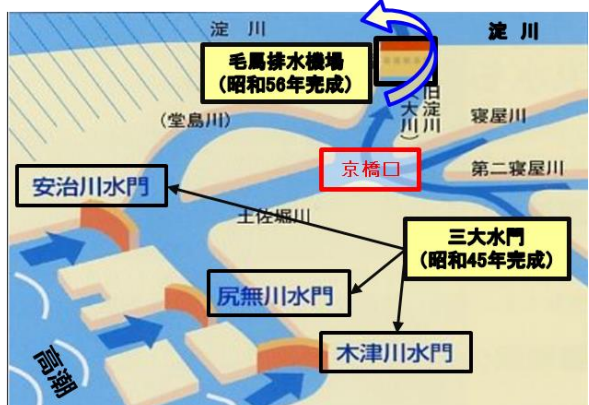 淀川
淀川
毛馬排水機場
(昭和56年完成)
旧淀川
(大川)
(堂島川)
寝屋川
京橋口
第二寝屋川
安治川水門
土佐堀川
三大水門
(昭和45年完成)
尻無川水門
木津川水門
高潮